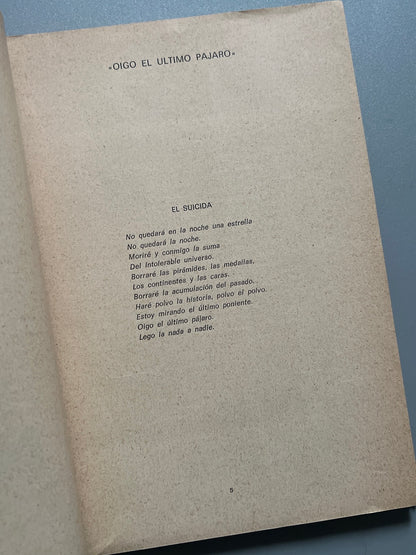 «OIGO EL ULTIMO PAJARO»
EL SUICIDA
No quedará en la noche una estrella
No quedará la noche.
Moriré y conmigo la suma
Del intolerable universo.
Borraré las pirámides, las medallas,
Los continentes y las caras.
Borraré la acumulación del pasado.
Haré polvo la historia, polvo el polvo.
Estoy mirando el último poniente.
Oigo el último pájaro.
Lego la nada a nadie.
5